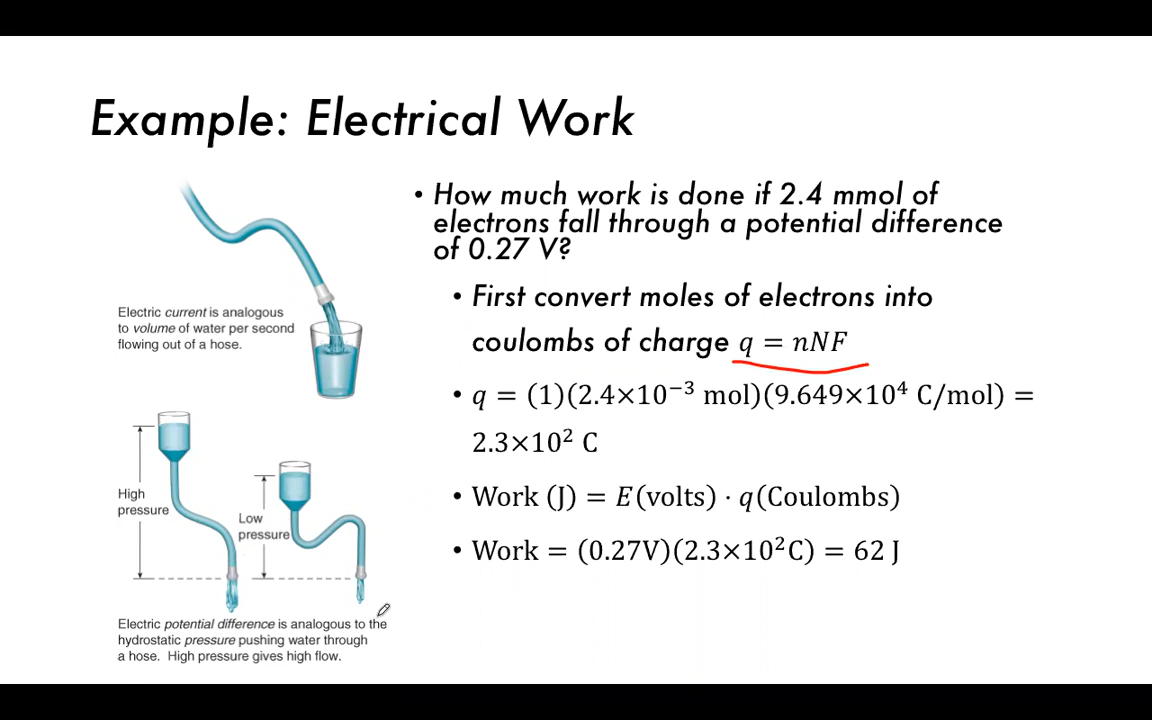 Example: Electrical Work
• How much work is done if 2.4 mmol of
electrons fall through a potential difference
of 0.27 V?
• First convert moles of electrons into
coulombs of charge q = nNF
• q = (1)(2.4×10⁻³ mol)(9.649×10⁴ C/mol) =
2.3×10² C
• Work (J) = E(volts) · q(Coulombs)
• Work = (0.27V)(2.3×10²C) = 62 J
Electric current is analogous
to volume of water per second
flowing out of a hose.
High
pressure
Low
pressure
Electric potential difference is analogous to the
hydrostatic pressure pushing water through
a hose. High pressure gives high flow.